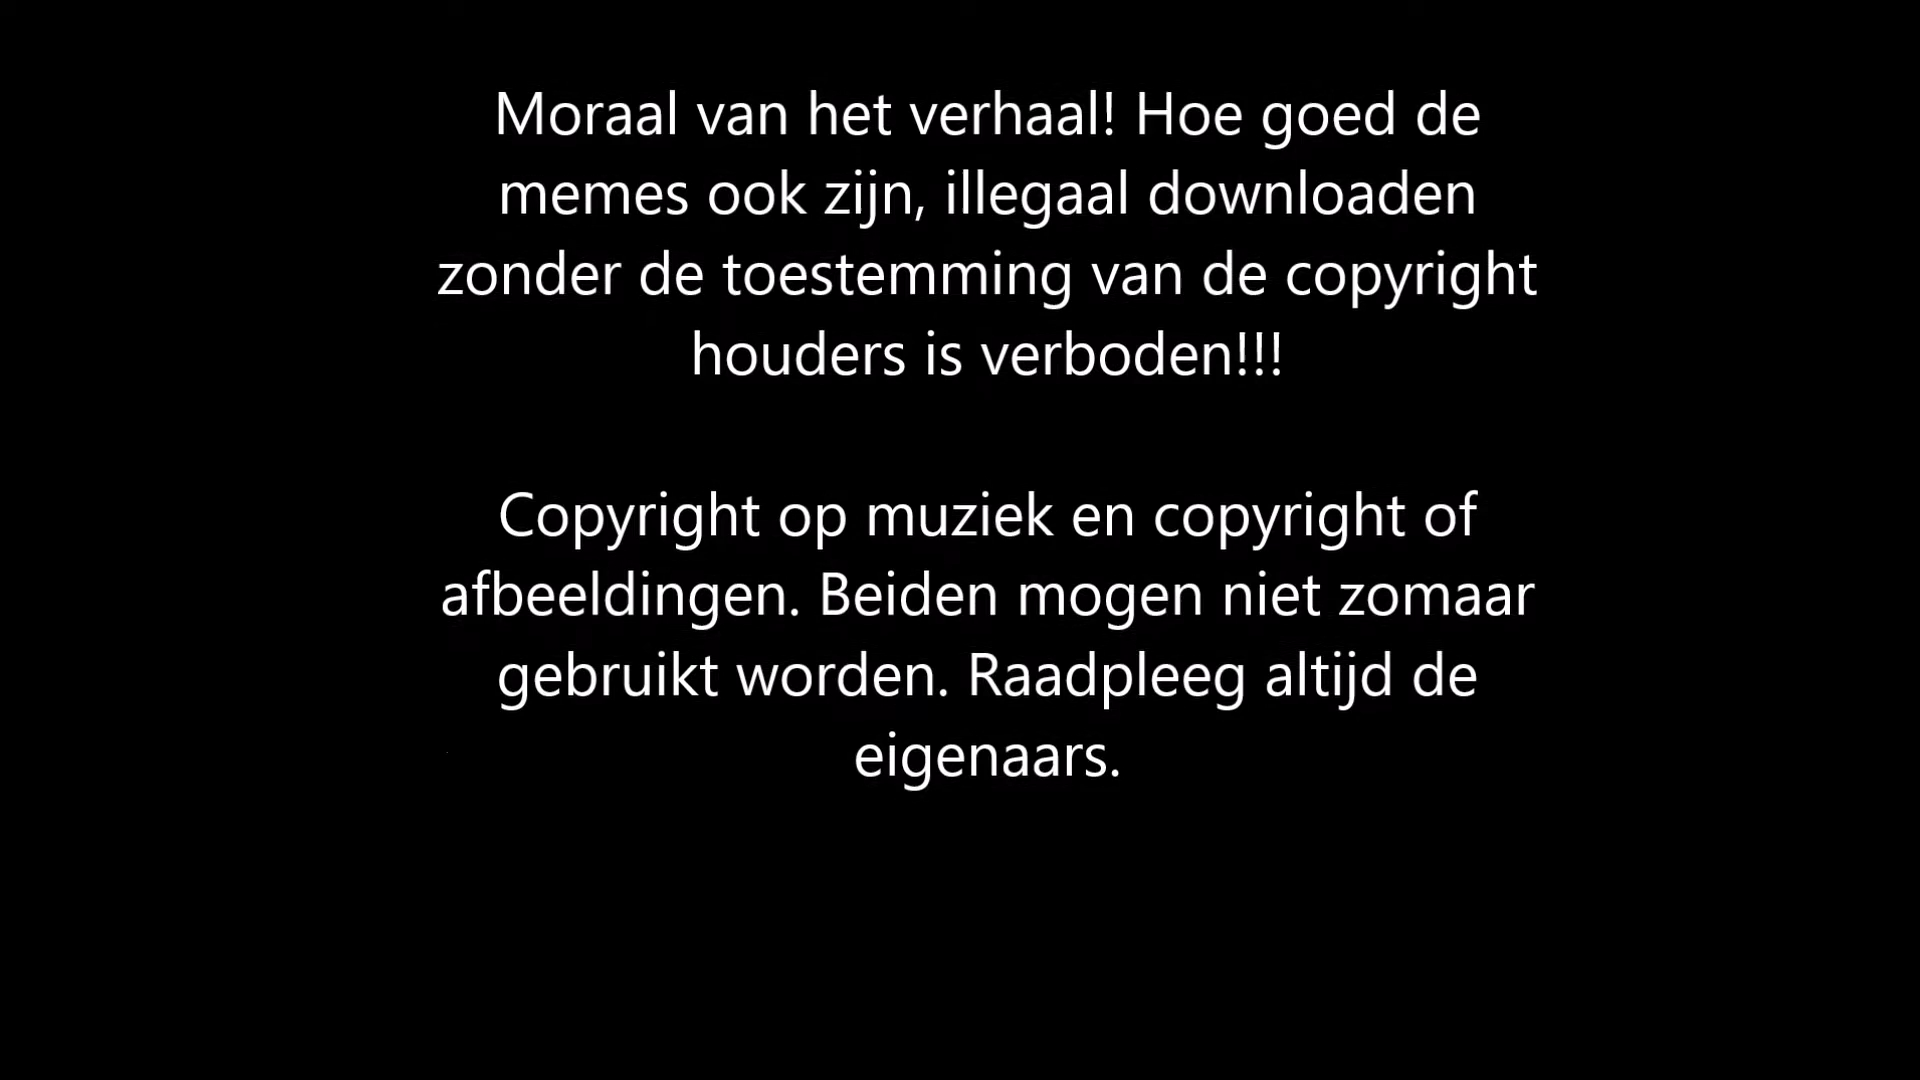 Moraal van het verhaal! Hoe goed de
memes ook zijn, illegaal downloaden
zonder de toestemming van de copyright
houders is verboden!!!
Copyright op muziek en copyright of
afbeeldingen. Beiden mogen niet zomaar
gebruikt worden. Raadpleeg altijd de
eigenaars.